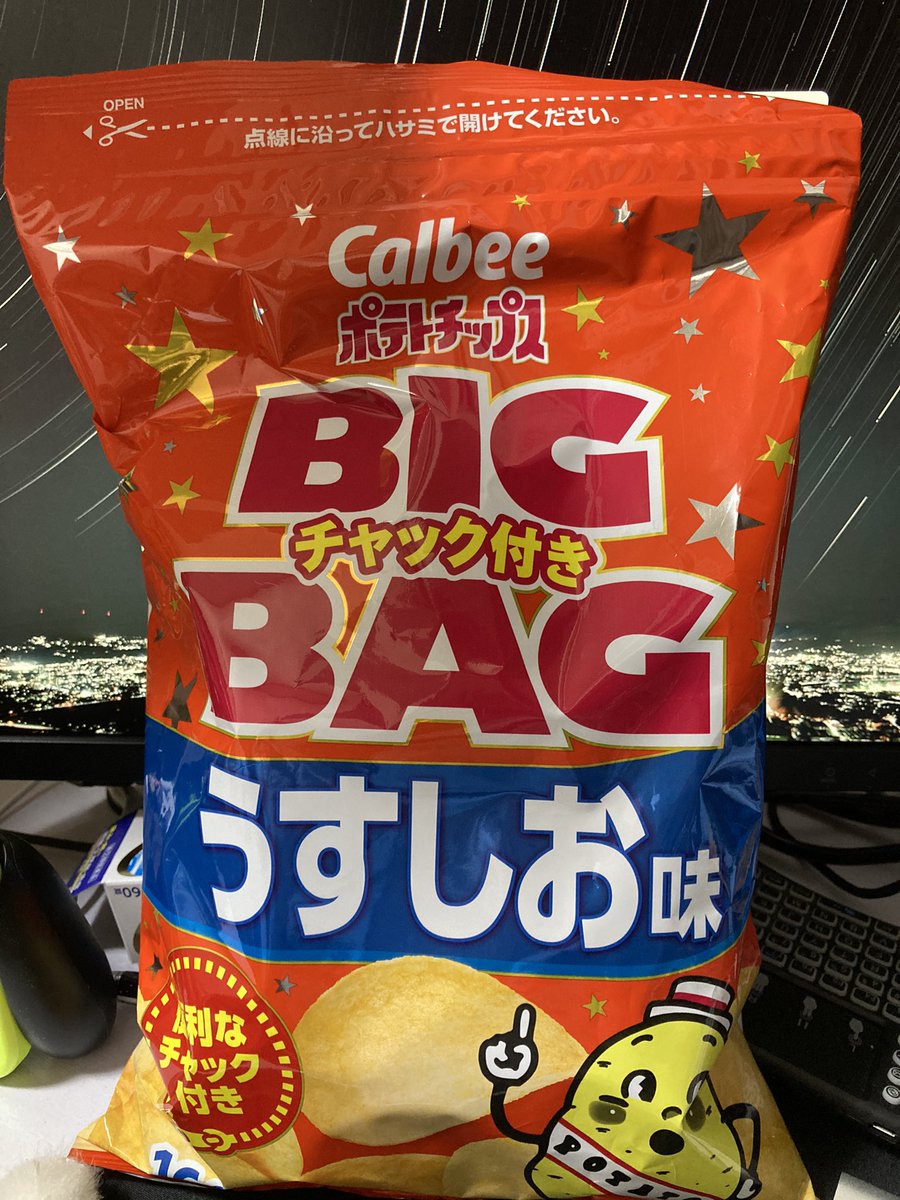 OPEN
点線に沿ってハサミで開けてください。
Calbee
ポテトチップス
BIG
チャック付き
BAG
うすしお味
便利な
チャック
付き
POTATO